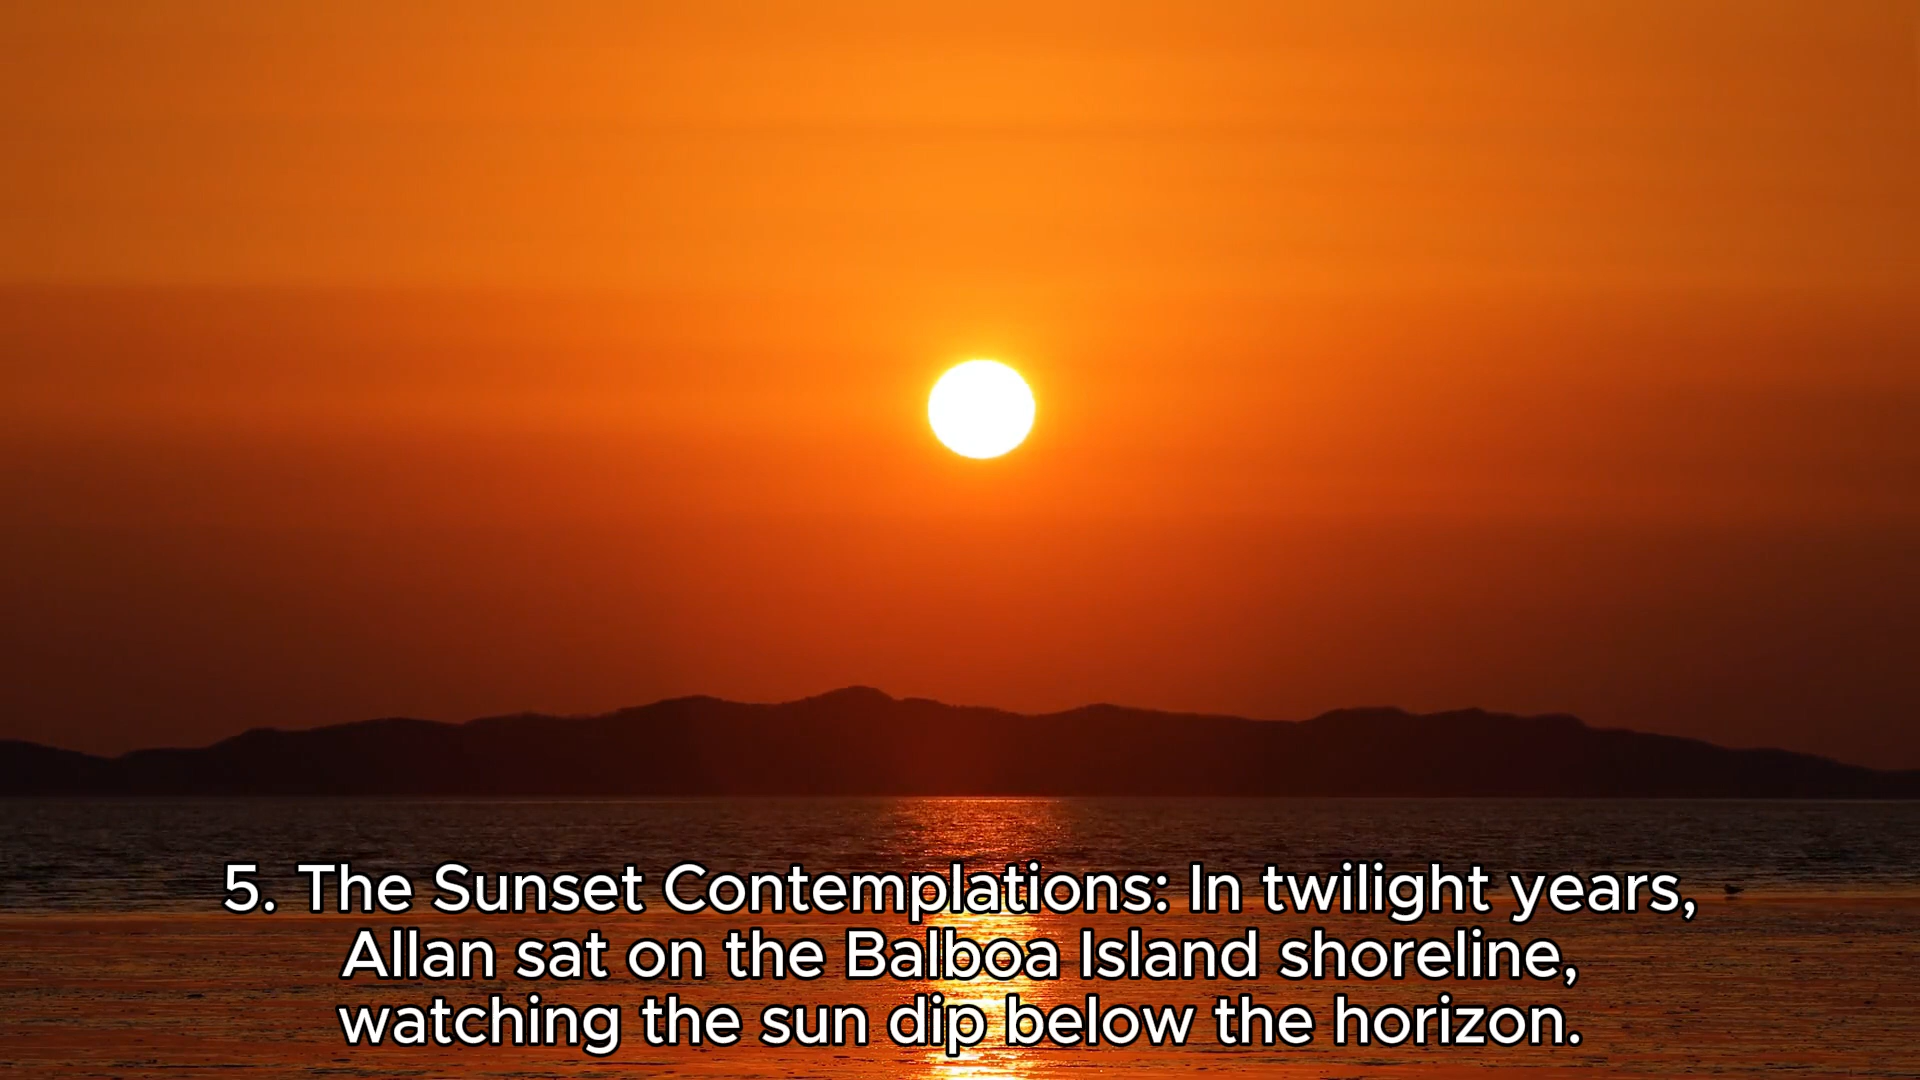 5. The Sunset Contemplations: In twilight years,
Allan sat on the Balboa Island shoreline,
watching the sun dip below the horizon.